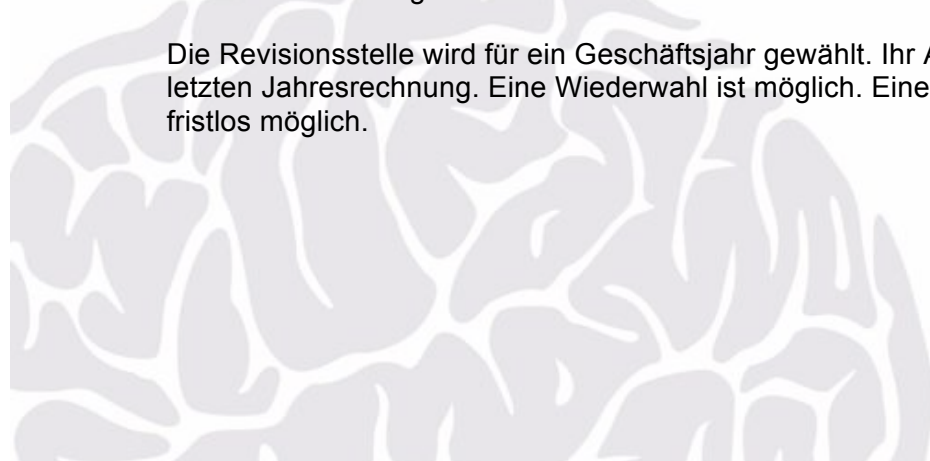 Die Revisionsstelle wird für ein Geschäftsjahr gewählt. Ihr
letzten Jahresrechnung. Eine Wiederwahl ist möglich. Eine
fristlos möglich.